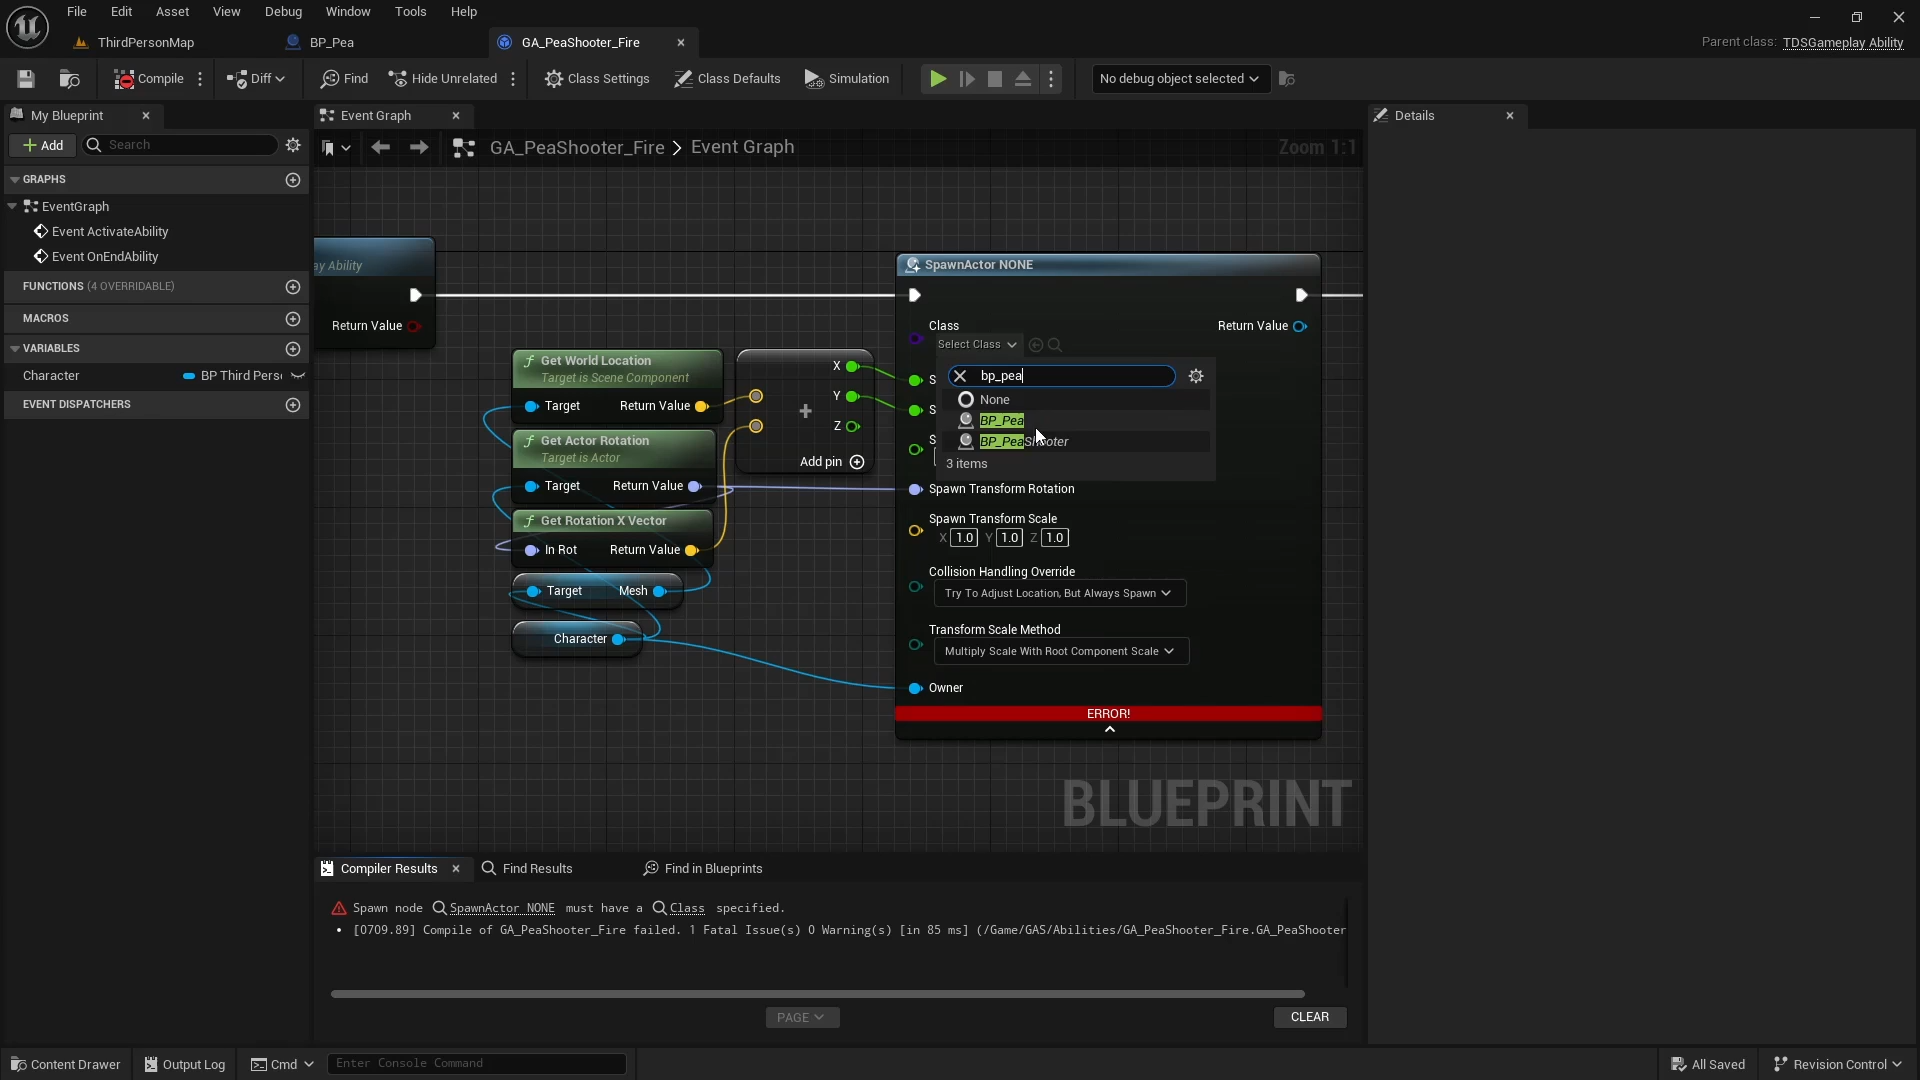 File Edit Asset View Debug Window Tools Help
ThirdPersonMap
BP_Pea
GA_PeaShooter_Fire
Parent class: TDSGameplay Ability
Compile
Diff
Find
Hide Unrelated
Class Settings
Class Defaults
Simulation
No debug object selected
My Blueprint
Event Graph
Details
Add
Search
GA_PeaShooter_Fire > Event Graph
Zoom 1:1
GRAPHS
EventGraph
Event ActivateAbility
Event OnEndAbility
FUNCTIONS (4 OVERRIDABLE)
MACROS
VARIABLES
Character
BP Third Pers
EVENT DISPATCHERS
ay Ability
Return Value
Get World Location
Target is Scene Component
Target
Return Value
Get Actor Rotation
Target is Actor
Target
Return Value
Get Rotation X Vector
In Rot
Return Value
Target
Mesh
Character
X
Y
Z
Add pin
SpawnActor NONE
Class
Select Class
Return Value
bp_pea
None
BP_Pea
BP_PeaShooter
3 items
S
S
S
Spawn Transform Rotation
Spawn Transform Scale
X 1.0 Y 1.0 Z 1.0
Collision Handling Override
Try To Adjust Location, But Always Spawn
Transform Scale Method
Multiply Scale With Root Component Scale
Owner
ERROR!
BLUEPRINT
Compiler Results
Find Results
Find in Blueprints
Spawn node SpawnActor NONE must have a Class specified.
[0709.89] Compile of GA_PeaShooter_Fire failed. 1 Fatal Issue(s) 0 Warning(s) [in 85 ms] (/Game/GAS/Abilities/GA_PeaShooter_Fire.GA_PeaShooter
PAGE
CLEAR
Content Drawer
Output Log
Cmd
Enter Console Command
All Saved
Revision Control